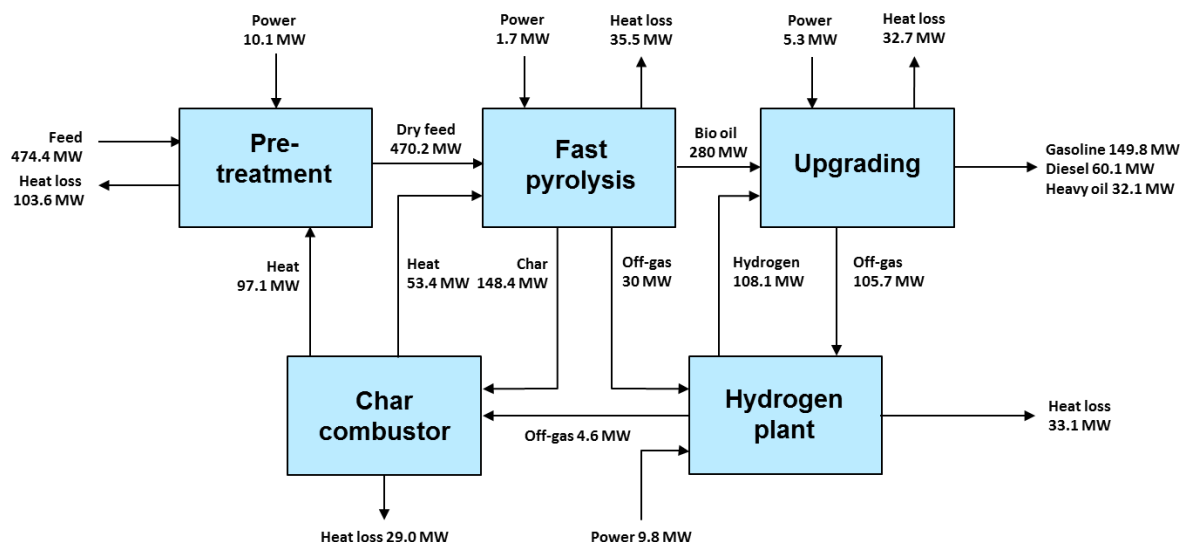 Power
10.1 MW
Power
1.7 MW
Heat loss
35.5 MW
Power
5.3 MW
Heat loss
32.7 MW
Feed
474.4 MW
Heat loss
103.6 MW
Pre-
treatment
Dry feed
470.2 MW
Fast
pyrolysis
Bio oil
280 MW
Upgrading
Gasoline 149.8 MW
Diesel 60.1 MW
Heavy oil 32.1 MW
Heat
97.1 MW
Heat
53.4 MW
Char
148.4 MW
Off-gas
30 MW
Hydrogen
108.1 MW
Off-gas
105.7 MW
Char
combustor
Off-gas 4.6 MW
Hydrogen
plant
Heat loss
33.1 MW
Heat loss 29.0 MW
Power 9.8 MW